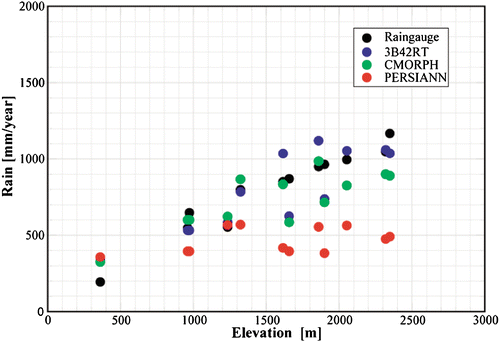 2000
1500
1000
500
0
Rain [mm/year]
Raingauge
3B42RT
CMORPH
PERSIANN
0 500 1000 1500 2000 2500 3000
Elevation [m]